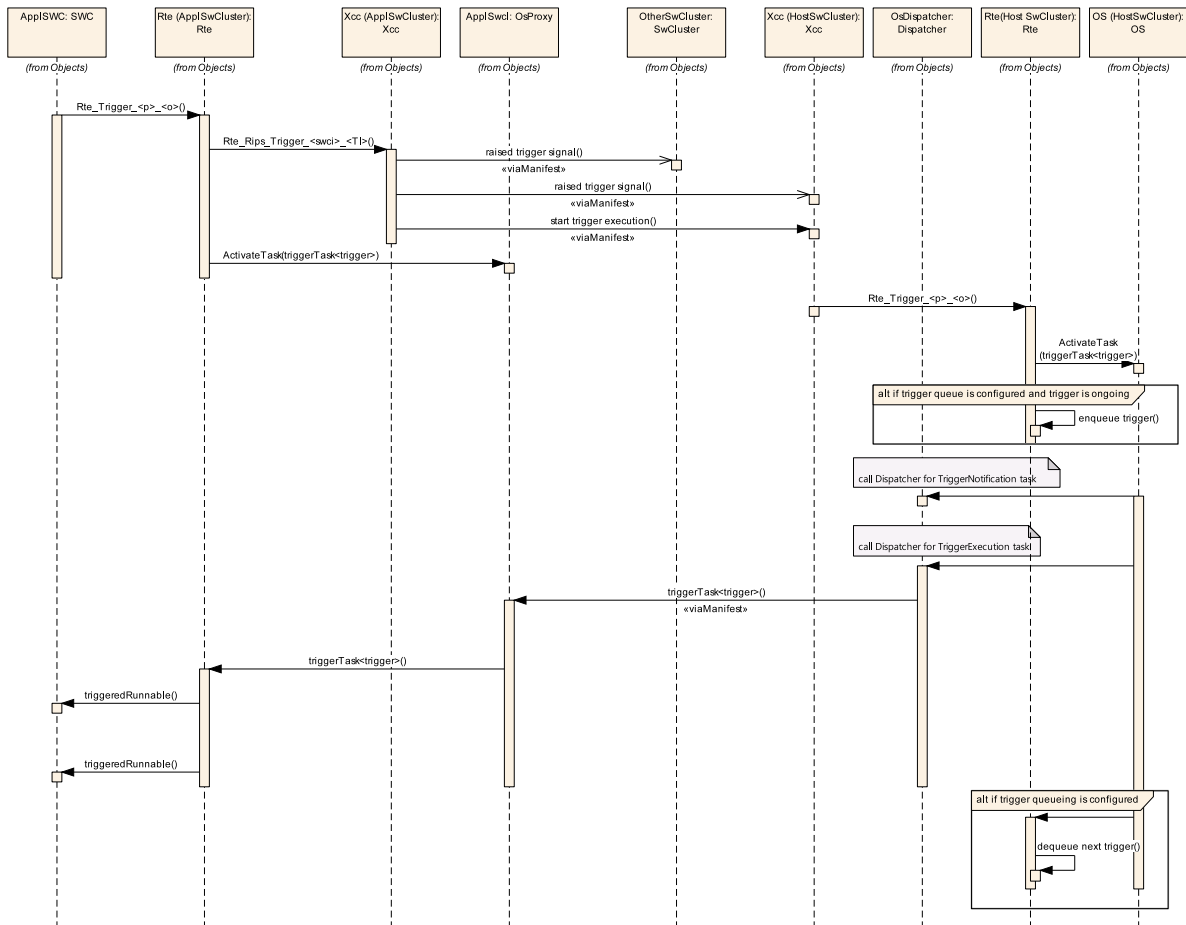 ApplSWC: SWC
Rte (ApplSwCluster):
Rte
Xcc (ApplSwCluster):
Xcc
ApplSwcl: OsProxy
OtherSwCluster:
SwCluster
Xcc (HostSwCluster):
Xcc
OsDispatcher:
Dispatcher
Rte(Host SwCluster):
Rte
OS (HostSwCluster):
OS
(from Objects)
(from Objects)
(from Objects)
(from Objects)
(from Objects)
(from Objects)
(from Objects)
(from Objects)
(from Objects)
Rte_Trigger_<p>_<o>()
Rte_Rips_Trigger_<swci>_<TI>()
raised trigger signal()
«viaManifest»
raised trigger signal()
«viaManifest»
start trigger execution()
«viaManifest»
ActivateTask(triggerTask<trigger>)
Rte_Trigger_<p>_<o>()
ActivateTask
(triggerTask<trigger>)
alt if trigger queue is configured and trigger is ongoing
enqueue trigger()
call Dispatcher for TriggerNotification task
call Dispatcher for TriggerExecution taskl
triggerTask<trigger>()
«viaManifest»
triggerTask<trigger>()
triggeredRunnable()
triggeredRunnable()
alt if trigger queueing is configured
dequeue next trigger()